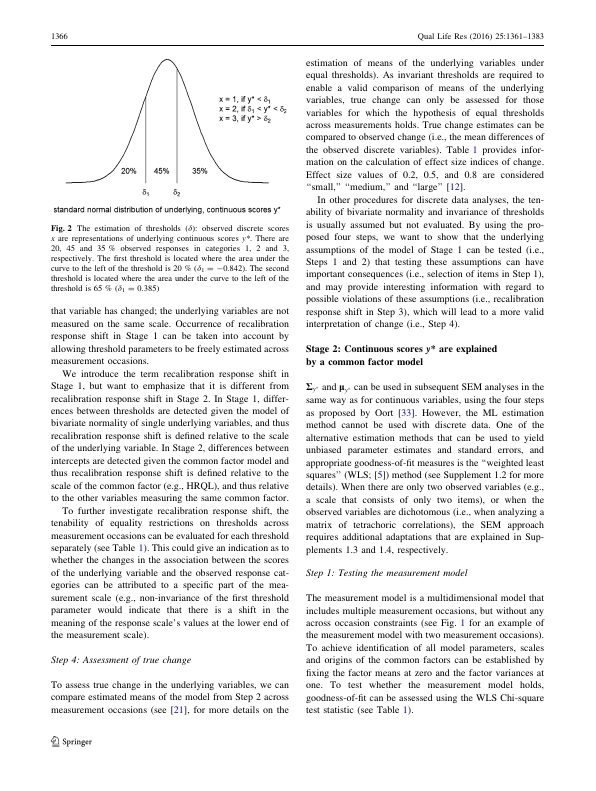 1366
Qual Life Res (2016) 25:1361–1383
x = 1, if y* < δ1
x = 2, if δ1 < y* < δ2
x = 3, if y* > δ2
20% 45% 35%
δ1 δ2
standard normal distribution of underlying, continuous scores y*
Fig. 2 The estimation of thresholds (δ): observed discrete scores
x are representations of underlying continuous scores y*. There are
20, 45 and 35 % observed responses in categories 1, 2 and 3,
respectively. The first threshold is located where the area under the
curve to the left of the threshold is 20 % (δ1 = −0.842). The second
threshold is located where the area under the curve to the left of the
threshold is 65 % (δ1 = 0.385)
that variable has changed; the underlying variables are not
measured on the same scale. Occurrence of recalibration
response shift in Stage 1 can be taken into account by
allowing threshold parameters to be freely estimated across
measurement occasions.
We introduce the term recalibration response shift in
Stage 1, but want to emphasize that it is different from
recalibration response shift in Stage 2. In Stage 1, differ-
ences between thresholds are detected given the model of
bivariate normality of single underlying variables, and thus
recalibration response shift is defined relative to the scale
of the underlying variable. In Stage 2, differences between
intercepts are detected given the common factor model and
thus recalibration response shift is defined relative to the
scale of the common factor (e.g., HRQL), and thus relative
to the other variables measuring the same common factor.
To further investigate recalibration response shift, the
tenability of equality restrictions on thresholds across
measurement occasions can be evaluated for each threshold
separately (see Table 1). This could give an indication as to
whether the changes in the association between the scores
of the underlying variable and the observed response cat-
egories can be attributed to a specific part of the mea-
surement scale (e.g., non-invariance of the first threshold
parameter would indicate that there is a shift in the
meaning of the response scale's values at the lower end of
the measurement scale).
Step 4: Assessment of true change
To assess true change in the underlying variables, we can
compare estimated means of the model from Step 2 across
measurement occasions (see [21], for more details on the
estimation of means of the underlying variables under
equal thresholds). As invariant thresholds are required to
enable a valid comparison of means of the underlying
variables, true change can only be assessed for those
variables for which the hypothesis of equal thresholds
across measurements holds. True change estimates can be
compared to observed change (i.e., the mean differences of
the observed discrete variables). Table 1 provides infor-
mation on the calculation of effect size indices of change.
Effect size values of 0.2, 0.5, and 0.8 are considered
“small,” “medium,” and “large” [12].
In other procedures for discrete data analyses, the ten-
ability of bivariate normality and invariance of thresholds
is usually assumed but not evaluated. By using the pro-
posed four steps, we want to show that the underlying
assumptions of the model of Stage 1 can be tested (i.e.,
Steps 1 and 2) that testing these assumptions can have
important consequences (i.e., selection of items in Step 1),
and may provide interesting information with regard to
possible violations of these assumptions (i.e., recalibration
response shift in Step 3), which will lead to a more valid
interpretation of change (i.e., Step 4).
Stage 2: Continuous scores y* are explained
by a common factor model
Σy* and μy* can be used in subsequent SEM analyses in the
same way as for continuous variables, using the four steps
as proposed by Oort [33]. However, the ML estimation
method cannot be used with discrete data. One of the
alternative estimation methods that can be used to yield
unbiased parameter estimates and standard errors, and
appropriate goodness-of-fit measures is the “weighted least
squares” (WLS; [5]) method (see Supplement 1.2 for more
details). When there are only two observed variables (e.g.,
a scale that consists of only two items), or when the
observed variables are dichotomous (i.e., when analyzing a
matrix of tetrachoric correlations), the SEM approach
requires additional adaptations that are explained in Sup-
plements 1.3 and 1.4, respectively.
Step 1: Testing the measurement model
The measurement model is a multidimensional model that
includes multiple measurement occasions, but without any
across occasion constraints (see Fig. 1 for an example of
the measurement model with two measurement occasions).
To achieve identification of all model parameters, scales
and origins of the common factors can be established by
fixing the factor means at zero and the factor variances at
one. To test whether the measurement model holds,
goodness-of-fit can be assessed using the WLS Chi-square
test statistic (see Table 1).
Springer